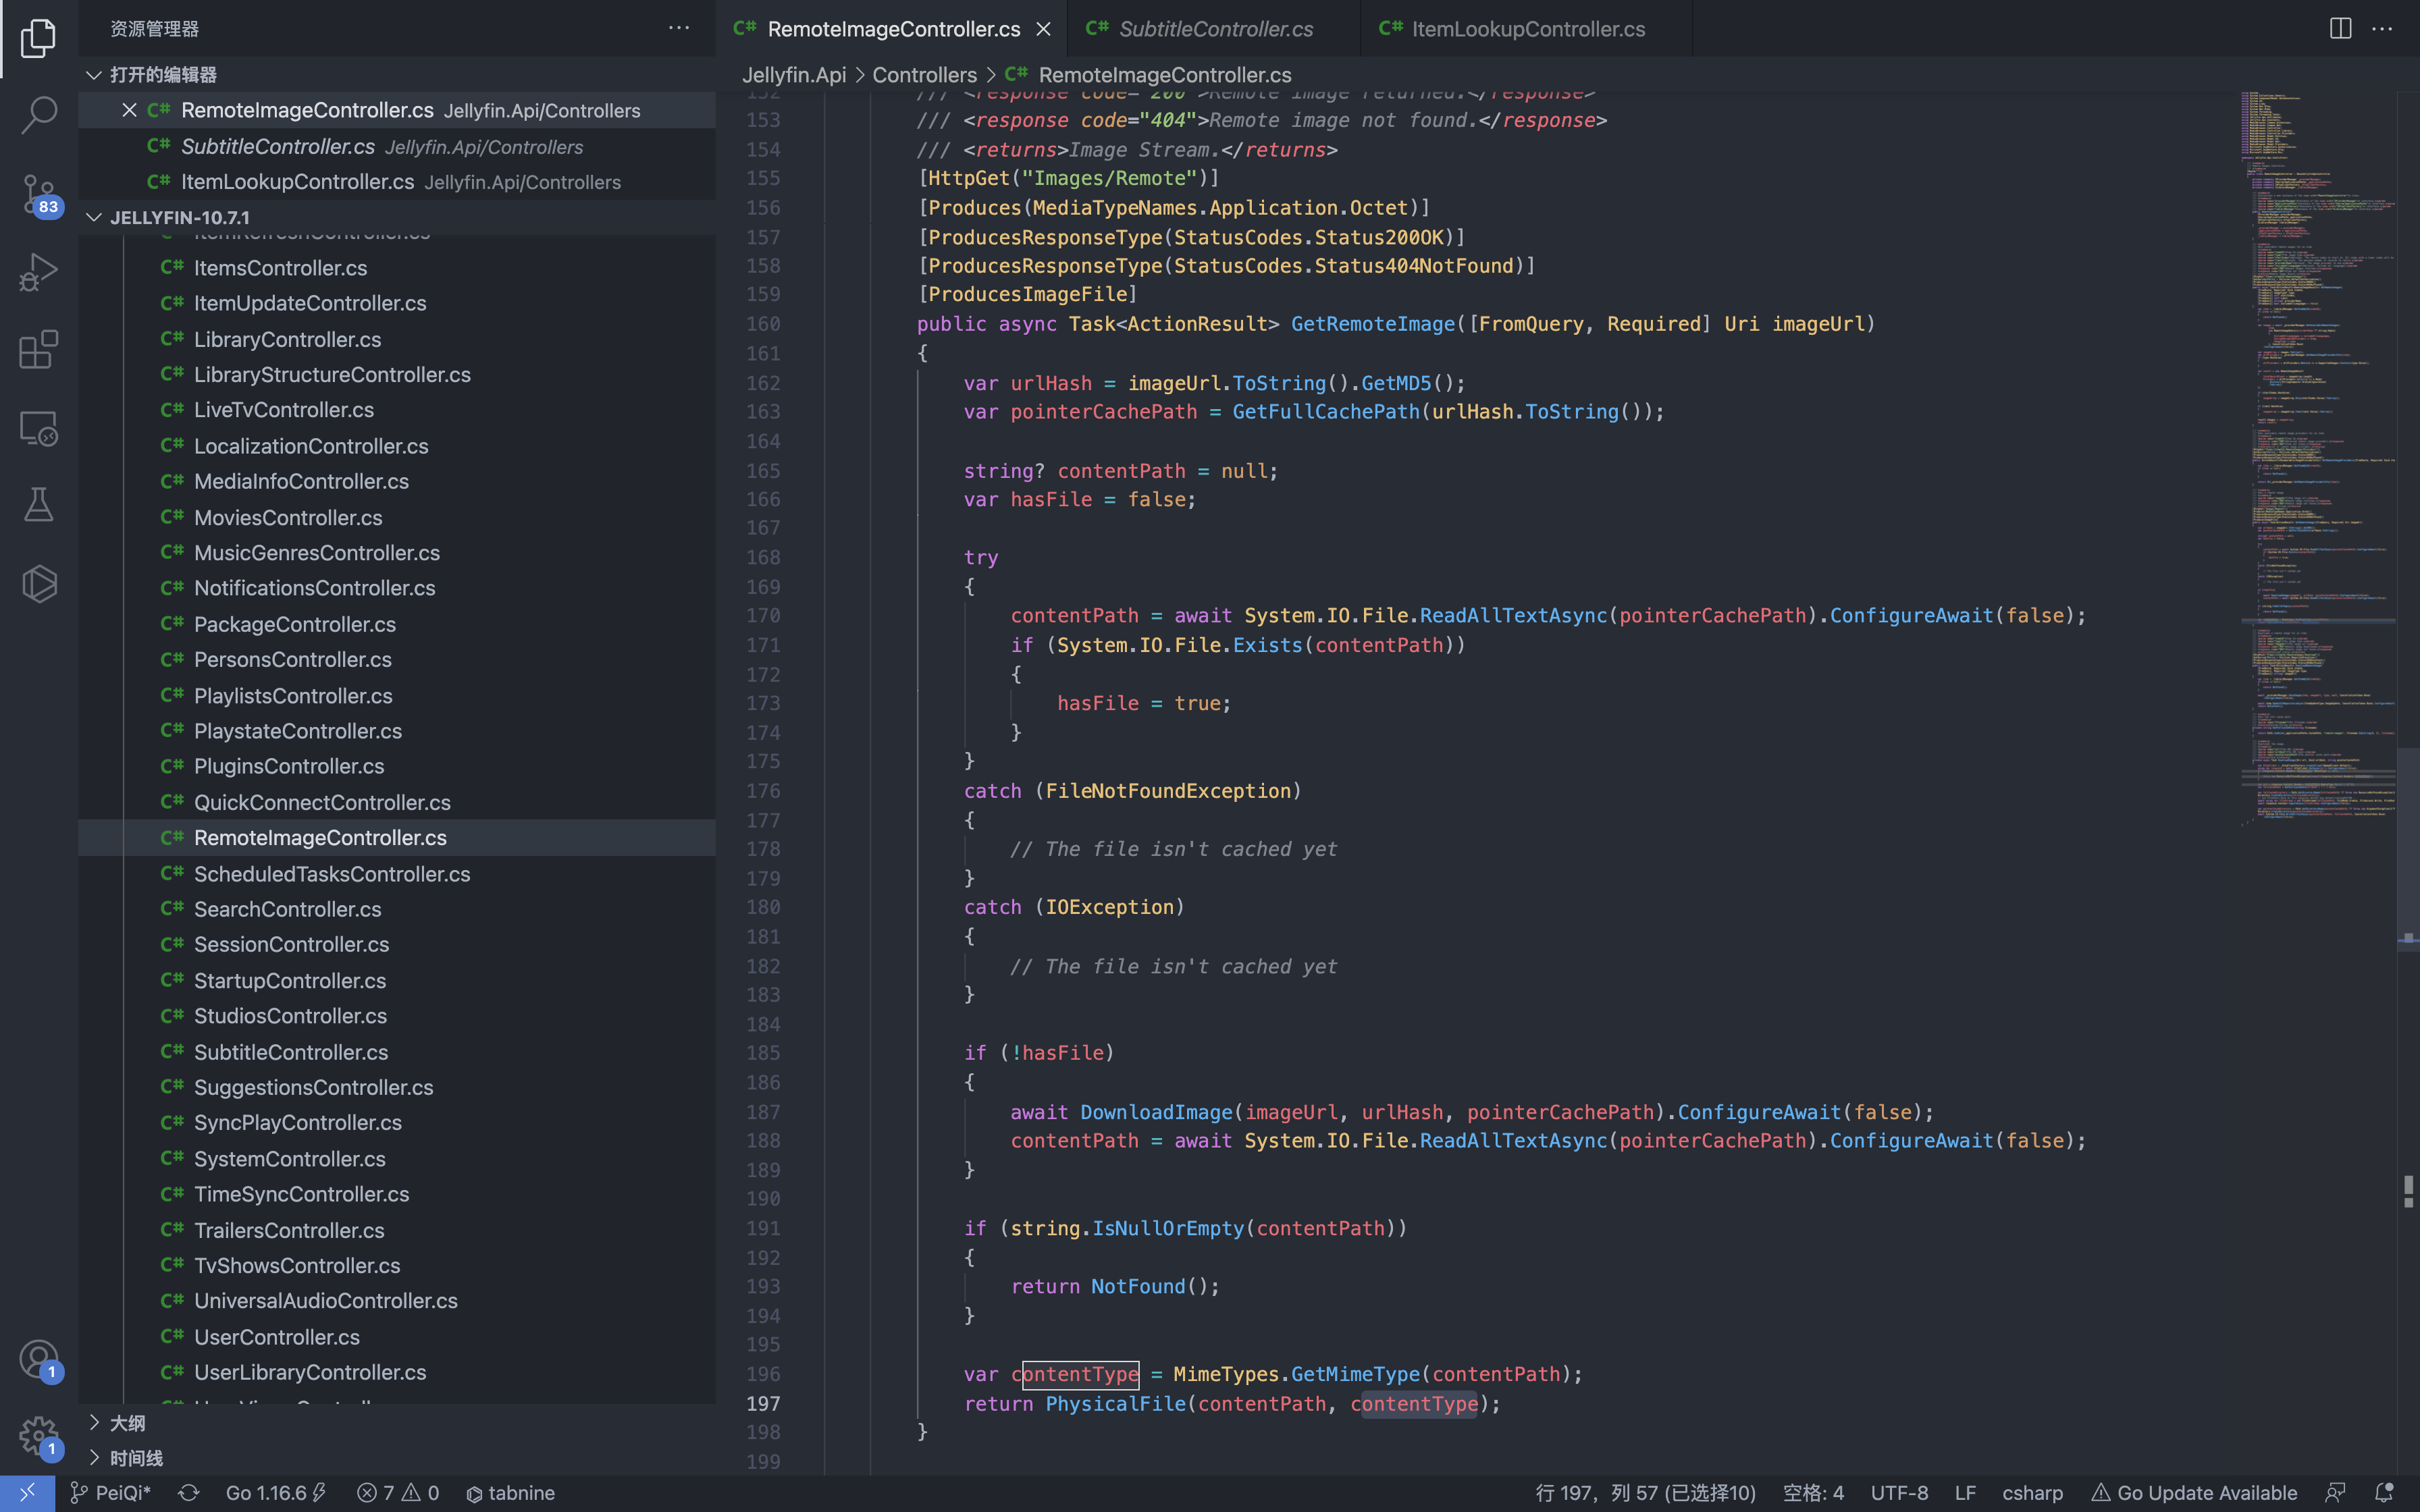 资源管理器
打开的编辑器
RemoteImageController.cs Jellyfin.Api/Controllers
SubtitleController.cs Jellyfin.Api/Controllers
ItemLookupController.cs Jellyfin.Api/Controllers
JELLYFIN-10.7.1
ItemRefreshController.cs
ItemsController.cs
ItemUpdateController.cs
LibraryController.cs
LibraryStructureController.cs
LiveTvController.cs
LocalizationController.cs
MediaInfoController.cs
MoviesController.cs
MusicGenresController.cs
NotificationsController.cs
PackageController.cs
PersonsController.cs
PlaylistsController.cs
PlaystateController.cs
PluginsController.cs
QuickConnectController.cs
RemoteImageController.cs
ScheduledTasksController.cs
SearchController.cs
SessionController.cs
StartupController.cs
StudiosController.cs
SubtitleController.cs
SuggestionsController.cs
SyncPlayController.cs
SystemController.cs
TimeSyncController.cs
TrailersController.cs
TvShowsController.cs
UniversalAudioController.cs
UserController.cs
UserLibraryController.cs
大纲
时间线
83
1
1
RemoteImageController.cs
SubtitleController.cs
ItemLookupController.cs
Jellyfin.Api > Controllers > RemoteImageController.cs
152 /// <response code="200">Remote image returned.</response>
153 /// <response code="404">Remote image not found.</response>
154 /// <returns>Image Stream.</returns>
155 [HttpGet("Images/Remote")]
156 [Produces(MediaTypeNames.Application.Octet)]
157 [ProducesResponseType(StatusCodes.Status200OK)]
158 [ProducesResponseType(StatusCodes.Status404NotFound)]
159 [ProducesImageFile]
160 public async Task<ActionResult> GetRemoteImage([FromQuery, Required] Uri imageUrl)
161 {
162 var urlHash = imageUrl.ToString().GetMD5();
163 var pointerCachePath = GetFullCachePath(urlHash.ToString());
164
165 string? contentPath = null;
166 var hasFile = false;
167
168 try
169 {
170 contentPath = await System.IO.File.ReadAllTextAsync(pointerCachePath).ConfigureAwait(false);
171 if (System.IO.File.Exists(contentPath))
172 {
173 hasFile = true;
174 }
175 }
176 catch (FileNotFoundException)
177 {
178 // The file isn't cached yet
179 }
180 catch (IOException)
181 {
182 // The file isn't cached yet
183 }
184
185 if (!hasFile)
186 {
187 await DownloadImage(imageUrl, urlHash, pointerCachePath).ConfigureAwait(false);
188 contentPath = await System.IO.File.ReadAllTextAsync(pointerCachePath).ConfigureAwait(false);
189 }
190
191 if (string.IsNullOrEmpty(contentPath))
192 {
193 return NotFound();
194 }
195
196 var contentType = MimeTypes.GetMimeType(contentPath);
197 return PhysicalFile(contentPath, contentType);
198 }
199
PeiQi* Go 1.16.6 7 0 tabnine 行 197，列 57 (已选择10) 空格: 4 UTF-8 LF csharp Go Update Available